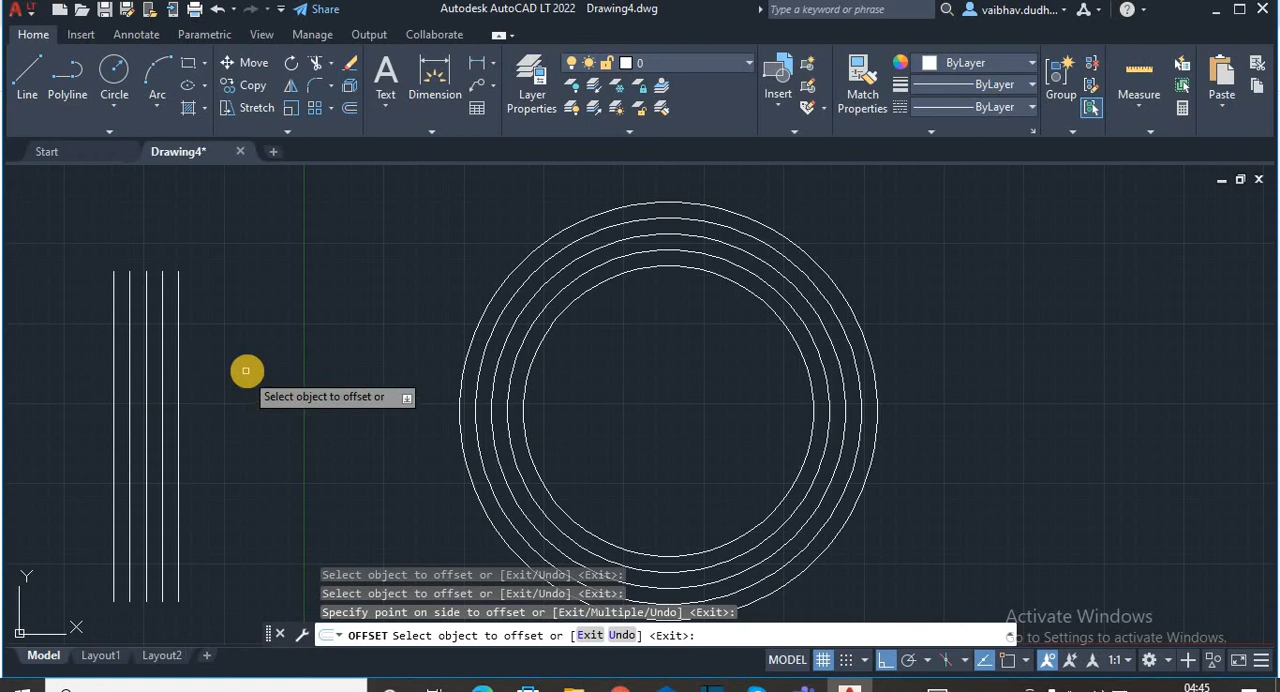 LT
Share
Autodesk AutoCAD LT 2022 Drawing4.dwg
Type a keyword or phrase
vaibhav.dudh...
Home Insert Annotate Parametric View Manage Output Collaborate
Line
Polyline
Circle
Arc
Move
Copy
Stretch
Text
Dimension
Layer
Properties
0
Insert
Match
Properties
ByLayer
ByLayer
ByLayer
Group
Measure
Paste
Start Drawing4*
Select object to offset or
Select object to offset or [Exit/Undo] <Exit>:
Select object to offset or [Exit/Undo] <Exit>:
Specify point on side to offset or [Exit/Multiple/Undo] <Exit>:
OFFSET Select object to offset or [Exit Undo] <Exit>:
Y
X
Activate Windows
Go to Settings to activate Windows.
Model Layout1 Layout2
MODEL 1:1
04:45